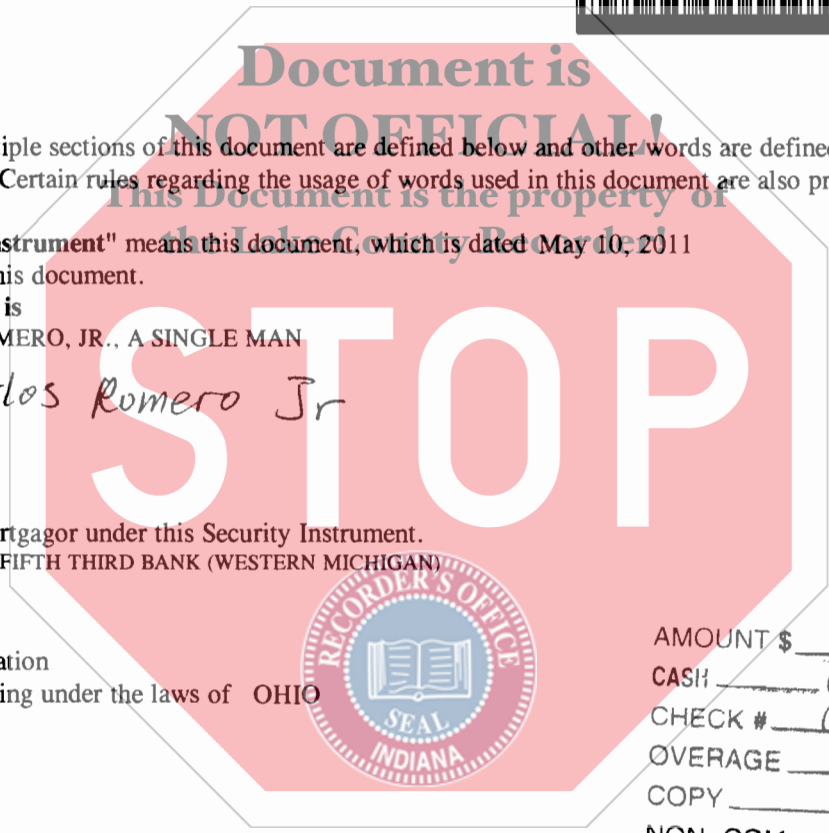 Document is
NOT OFFICIAL!
iple sections of this document are defined below and other words are define
Certain rules regarding the usage of words used in this document are also pr
This Document is the property of
strument" means this document, which is dated May 10, 2011
the Lake County Recorder!
his document.
is
MERO, JR., A SINGLE MAN
los Romero Jr
STOP
rtgagor under this Security Instrument.
FIFTH THIRD BANK (WESTERN MICHIGAN)
RECORDER'S OFFICE
SEAL
INDIANA
ation
ing under the laws of OHIO
AMOUNT $
CASH
CHECK #
OVERAGE
COPY